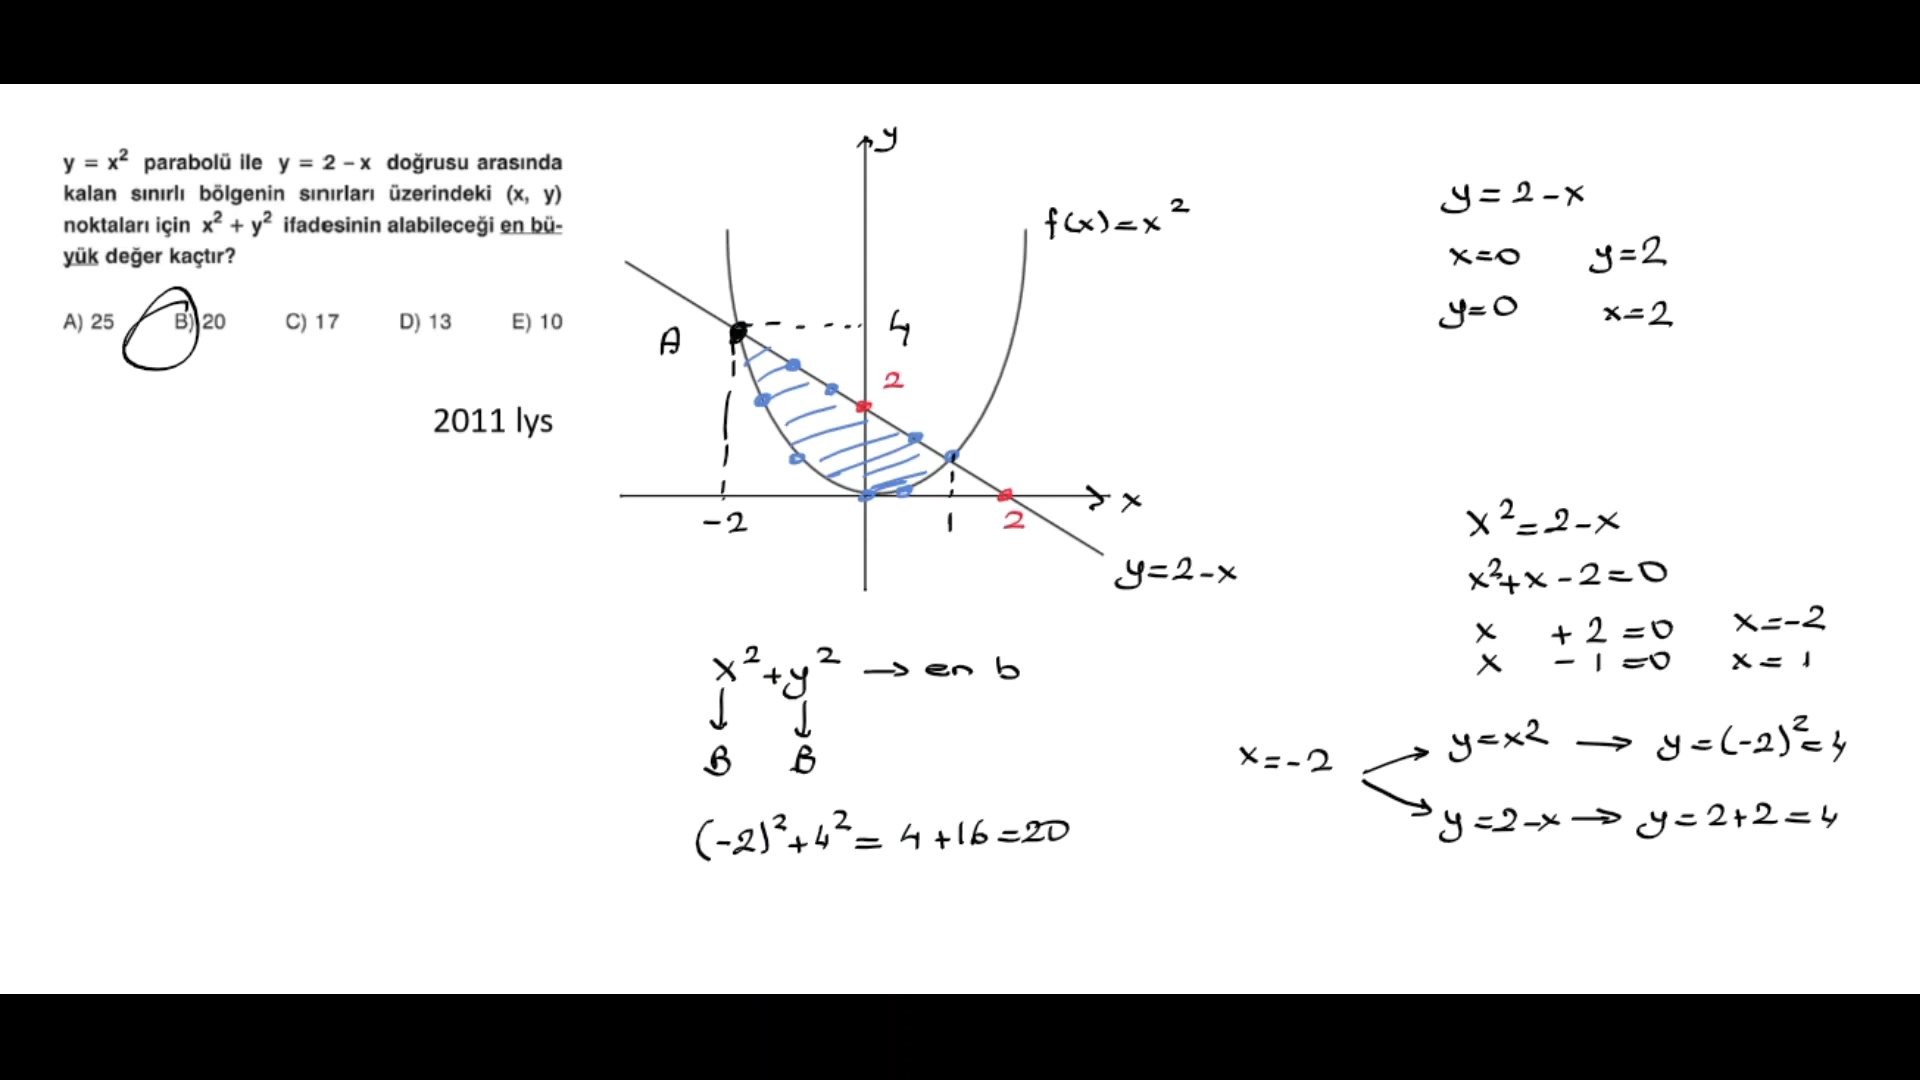 y = x² parabolü ile y = 2 – x doğrusu arasında
kalan sınırlı bölgenin sınırları üzerindeki (x, y)
noktaları için x² + y² ifadesinin alabileceği en bü-
yük değer kaçtır?
A) 25 B) 20 C) 17 D) 13 E) 10
2011 lys
y
f(x)=x²
A
4
2
-2
1
2
x
y=2-x
x²+y² → en b
↓ ↓
B B
(-2)²+4²= 4+16=20
y=2-x
x=0 y=2
y=0 x=2
x²=2-x
x²+x-2=0
x +2=0 x=-2
x -1=0 x=1
x=-2
y=x² → y=(-2)²=4
y=2-x → y=2+2=4